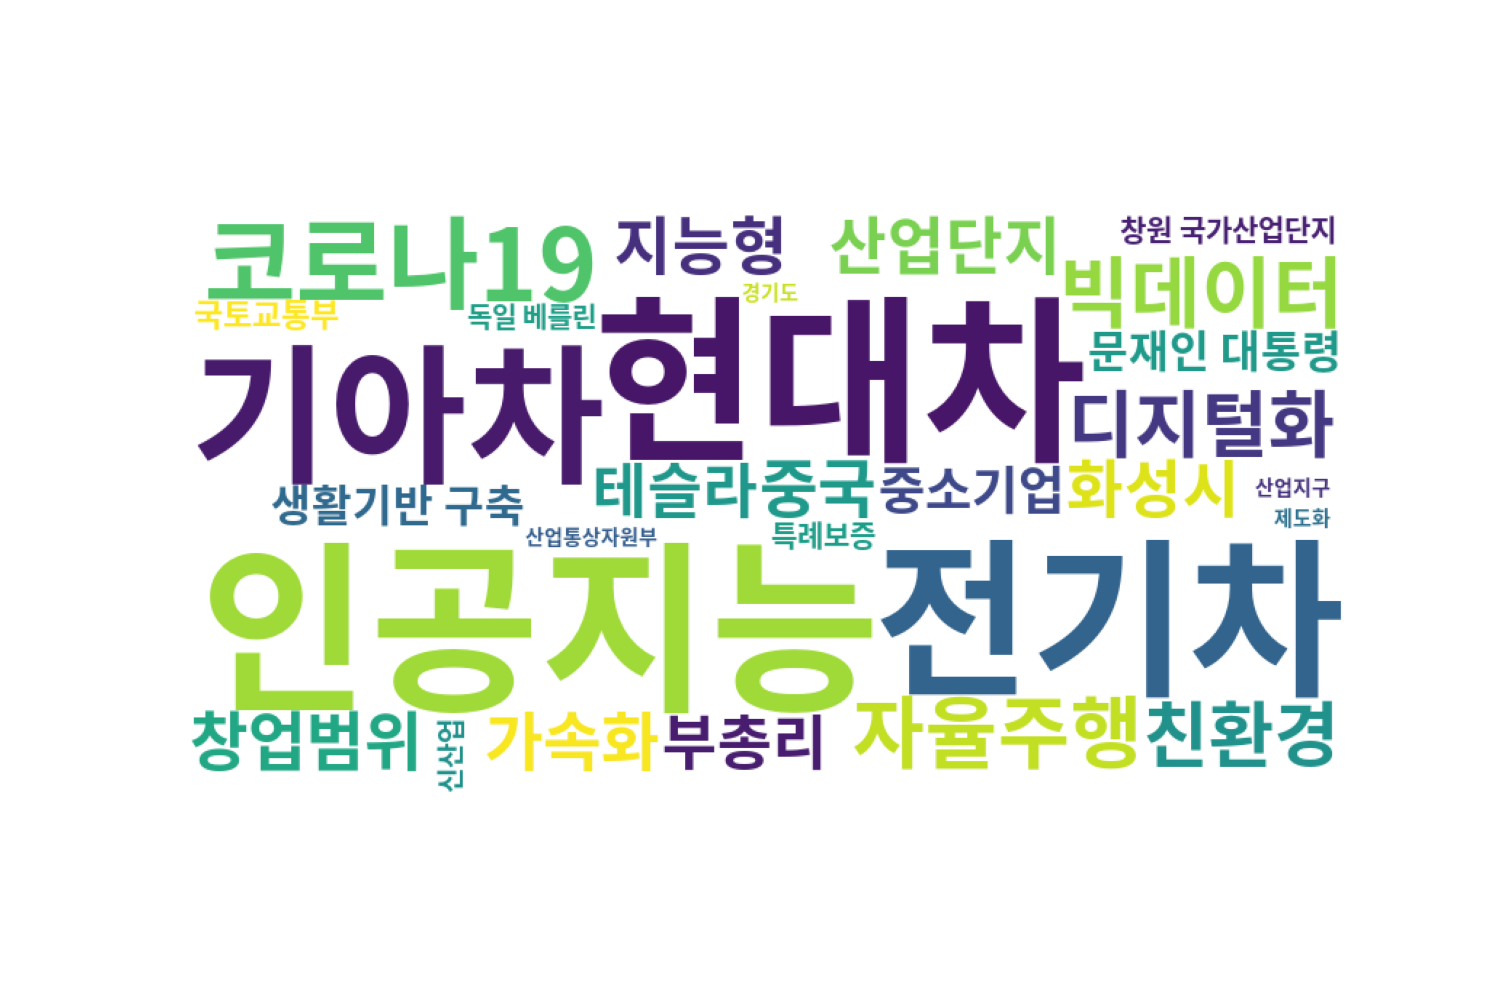 코로나19
지능형
산업단지
창원 국가산업단지
빅데이터
경기도
국토교통부
독일 베를린
현대차
기아차
문재인 대통령
디지털화
테슬라
중국
중소기업
화성시
산업지구
생활기반 구축
제도화
산업통상자원부
특례보증
인공지능
전기차
창업범위
신산업
가속화
부총리
자율주행
친환경